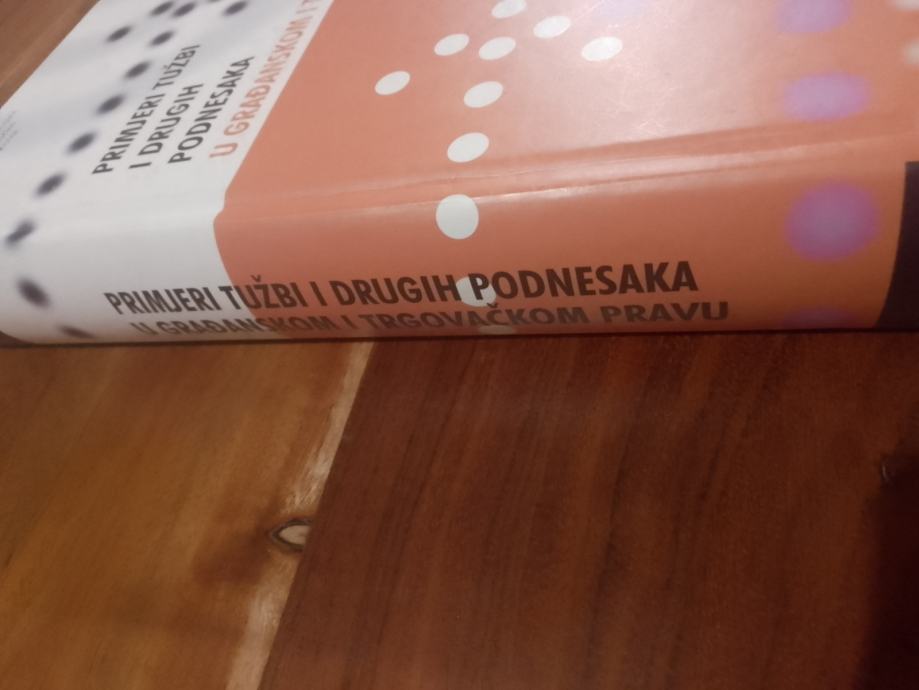 PRIMJERI TUŽBI
I DRUGIH
PODNESAKA
U GRAĐANSKOM I
PRIMJERI TUŽBI I DRUGIH PODNESAKA
U GRAĐANSKOM I TRGOVAČKOM PRAVU